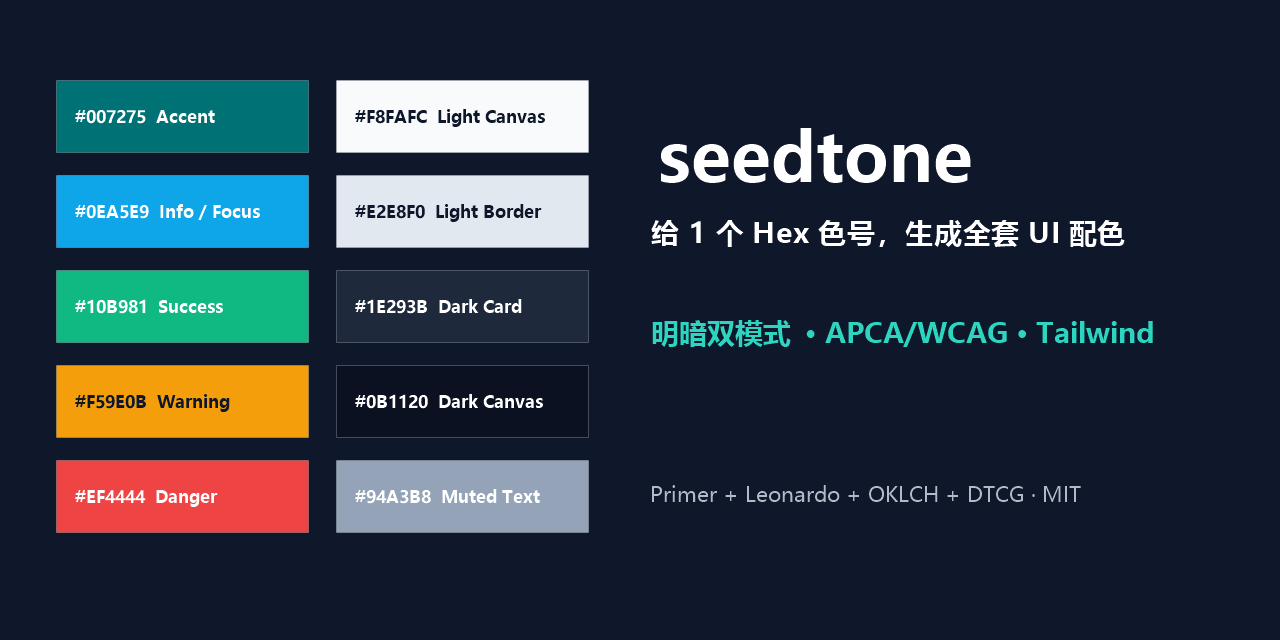 #007275 Accent
#F8FAFC Light Canvas
#0EA5E9 Info / Focus
#E2E8F0 Light Border
#10B981 Success
#1E293B Dark Card
#F59E0B Warning
#0B1120 Dark Canvas
#EF4444 Danger
#94A3B8 Muted Text
seedtone
给 1 个 Hex 色号，生成全套 UI 配色
明暗双模式 • APCA/WCAG • Tailwind
Primer + Leonardo + OKLCH + DTCG · MIT